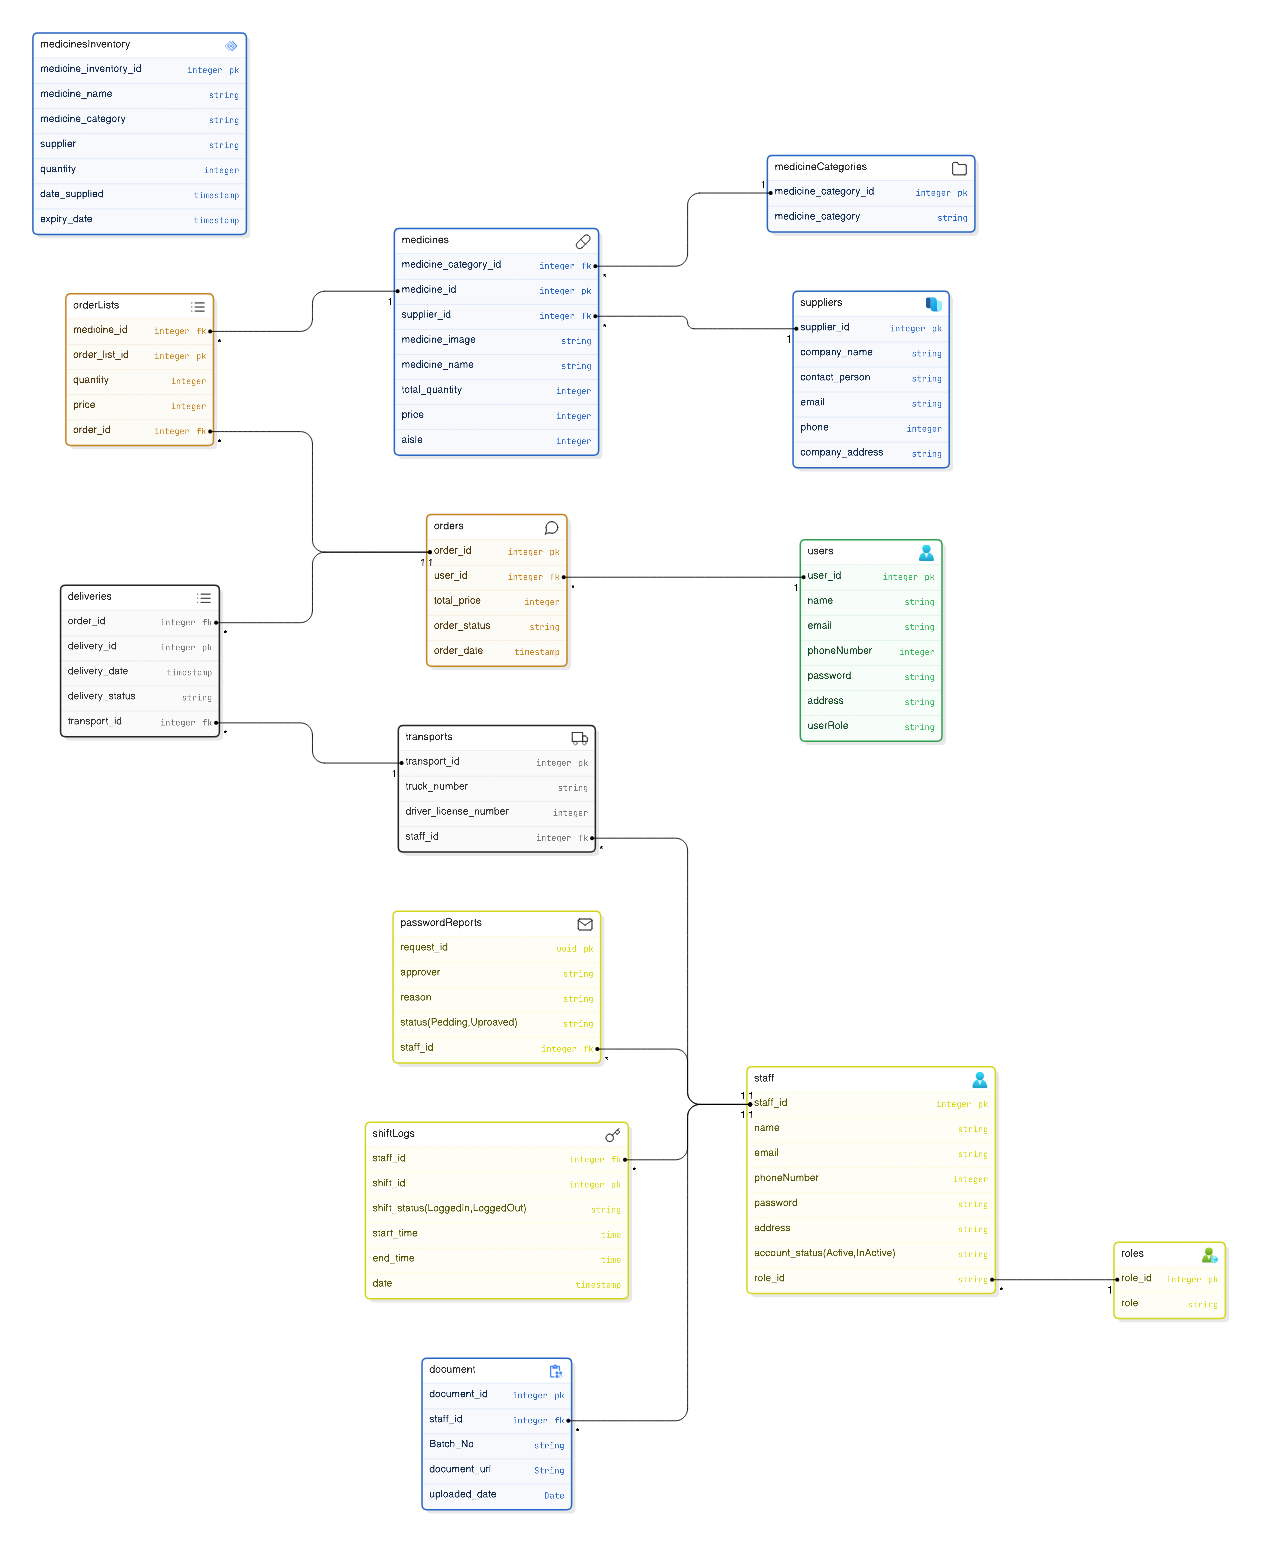 medicinesInventory
medicine_inventory_id integer pk
medicine_name string
medicine_category string
supplier string
quantity integer
date_supplied timestamp
expiry_date timestamp
medicineCategories
1
medicine_category_id integer pk
medicine_category string
medicines
medicine_category_id integer fk
*
medicine_id integer pk
1
supplier_id integer fk
*
medicine_image string
medicine_name string
total_quantity integer
price integer
aisle integer
orderLists
medicine_id integer fk
*
order_list_id integer pk
quantity integer
price integer
order_id integer fk
*
suppliers
supplier_id integer pk
1
company_name string
contact_person string
email string
phone integer
company_address string
orders
order_id integer pk
1 1
user_id integer fk
*
total_price integer
order_status string
order_date timestamp
users
user_id integer pk
1
name string
email string
phoneNumber integer
password string
address string
userRole string
deliveries
order_id integer fk
*
delivery_id integer pk
delivery_date timestamp
delivery_status string
transport_id integer fk
*
transports
transport_id integer pk
1
truck_number string
driver_license_number integer
staff_id integer fk
*
passwordReports
request_id uuid pk
approver string
reason string
status(Pedding,Uproaved) string
staff_id integer fk
*
staff
1 1
staff_id integer pk
1 1
name string
email string
phoneNumber integer
password string
address string
account_status(Active,InActive) string
role_id string
*
shiftLogs
staff_id integer fk
*
shift_id integer pk
shift_status(Loggedin,LoggedOut) string
start_time time
end_time time
date timestamp
roles
role_id integer pk
1
role string
document
document_id integer pk
staff_id integer fk
*
Batch_No string
document_url String
uploaded_date Date